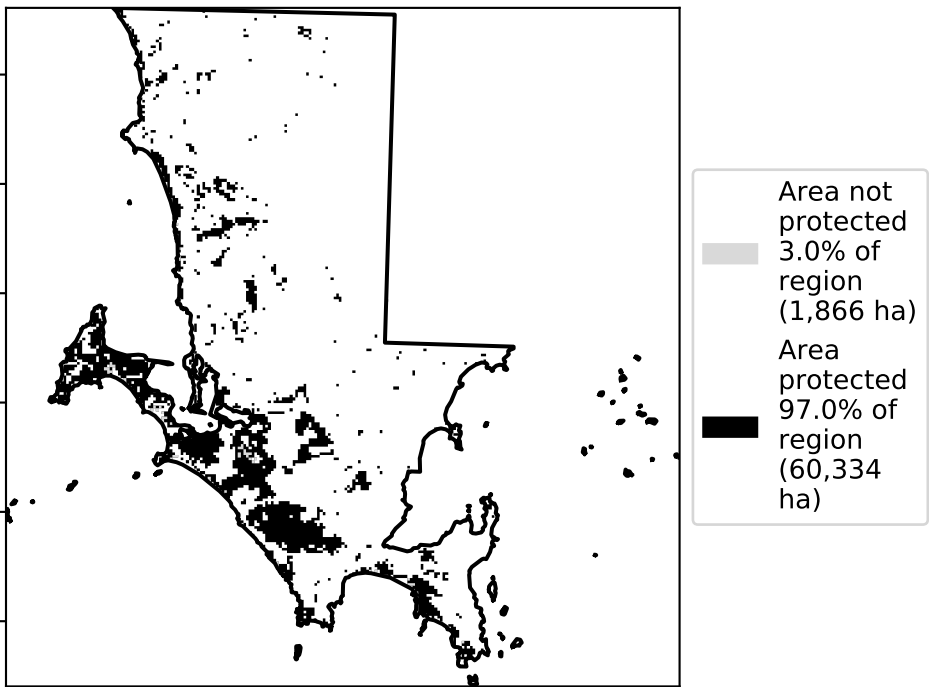 Area not
protected
3.0% of
region
(1,866 ha)
Area
protected
97.0% of
region
(60,334
ha)